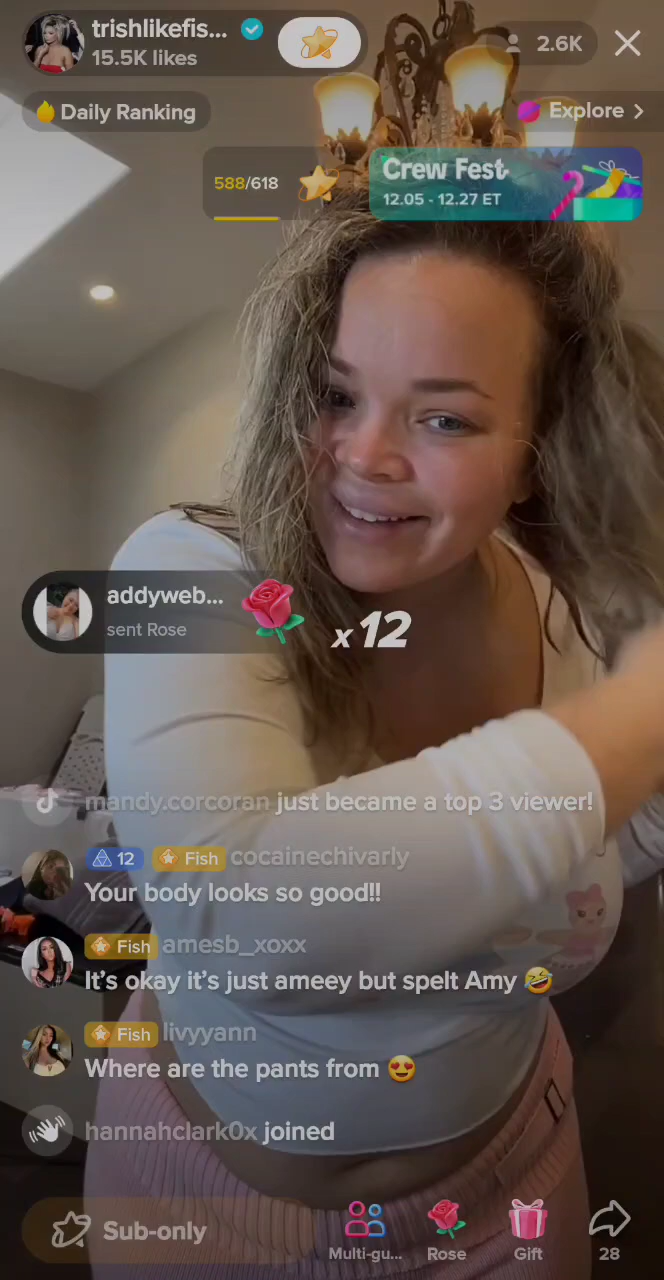 trishlikefis...
15.5K likes
2.6K
Daily Ranking
Explore >
588/618
Crew Fest
12.05 - 12.27 ET
addyweb...
sent Rose
x12
mandy.corcoran just became a top 3 viewer!
12 Fish cocainechivarly
Your body looks so good!!
Fish amesb_xoxx
It's okay it's just ameey but spelt Amy 🤣
Fish livyyann
Where are the pants from 😍
hannahclark0x joined
Sub-only
Multi-gu...
Rose
Gift
28